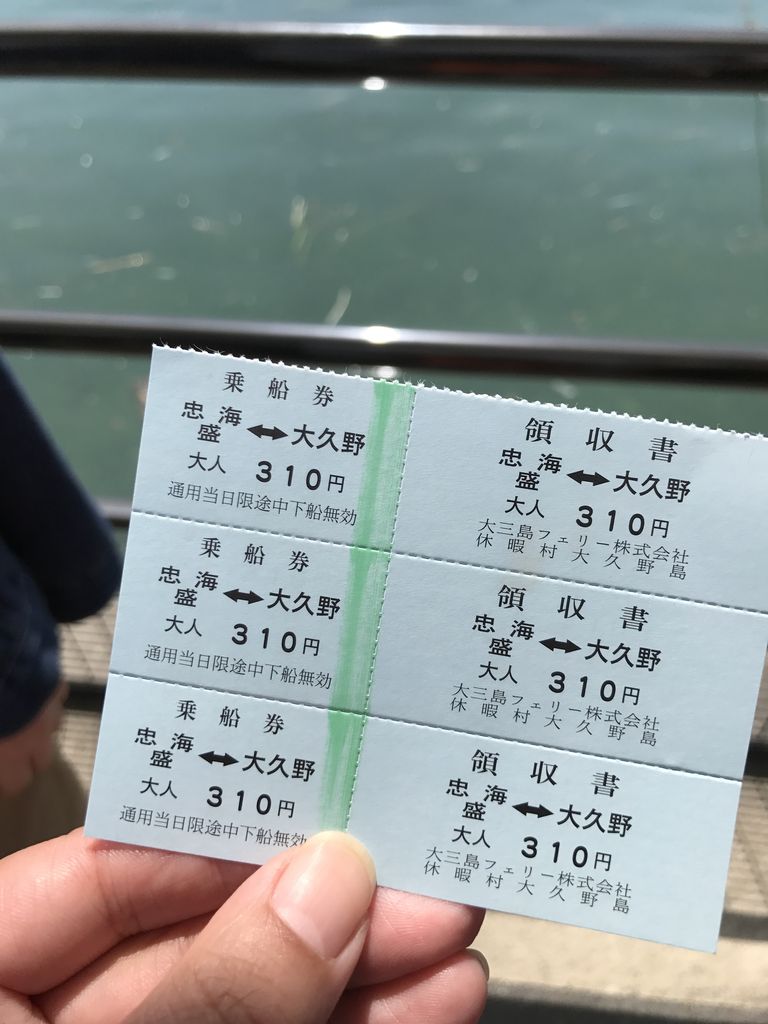 乗船券
忠海
盛 ⟷ 大久野
大人 310円
通用当日限途中下船無効
領収書
忠海
盛 ⟷ 大久野
大人 310円
大三島フェリー株式会社
休暇村大久野島
乗船券
忠海
盛 ⟷ 大久野
大人 310円
通用当日限途中下船無効
領収書
忠海
盛 ⟷ 大久野
大人 310円
大三島フェリー株式会社
休暇村大久野島
乗船券
忠海
盛 ⟷ 大久野
大人 310円
通用当日限途中下船無効
領収書
忠海
盛 ⟷ 大久野
大人 310円
大三島フェリー株式会社
休暇村大久野島